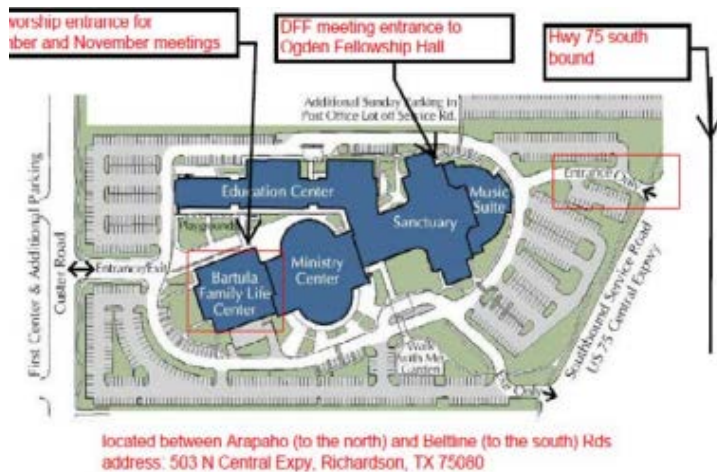 worship entrance for
mber and November meetings
DFF meeting entrance to
Ogden Fellowship Hall
Hwy 75 south
bound
Additional Sunday Parking in
Post Office Lot off Service Rd.
First Center & Additional Parking
Custer Road
Entrance/Exit
Education Center
Playground
Bartula
Family Life
Center
Ministry
Center
Sanctuary
Music
Suite
Entrance Only
Walk
with Me
Garden
Exit Only
Southbound Service Road
US 75 Central Expwy
located between Arapaho (to the north) and Beltline (to the south) Rds
address: 503 N Central Expy, Richardson, TX 75080